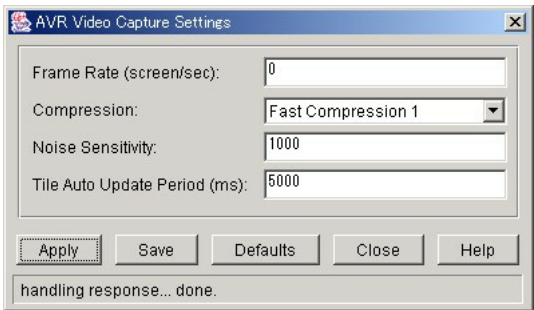 AVR Video Capture Settings
Frame Rate (screen/sec): 0
Compression: Fast Compression 1
Noise Sensitivity: 1000
Tile Auto Update Period (ms): 5000
Apply Save Defaults Close Help
handling response... done.